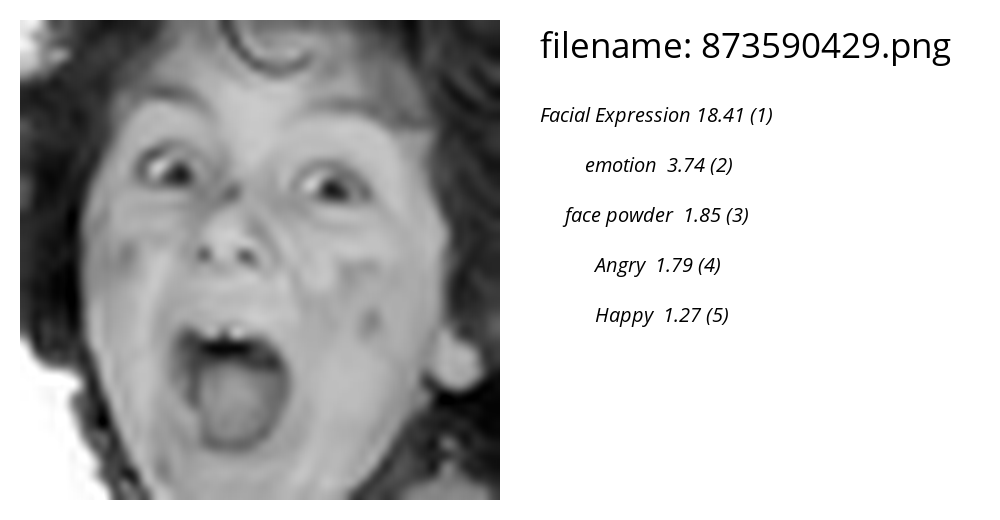 filename: 873590429.png
Facial Expression 18.41 (1)
emotion 3.74 (2)
face powder 1.85 (3)
Angry 1.79 (4)
Happy 1.27 (5)